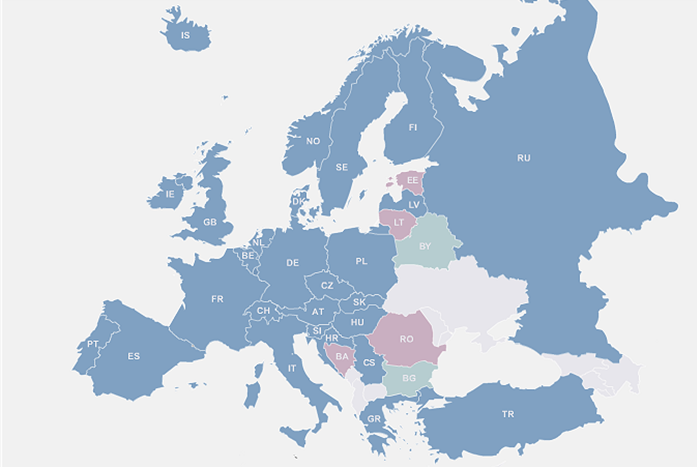 IS
NO
SE
FI
RU
EE
LV
LT
DK
IE
GB
NL
BE
DE
PL
BY
CZ
SK
FR
CH
AT
HU
SI
HR
RO
BA
CS
BG
PT
ES
IT
GR
TR